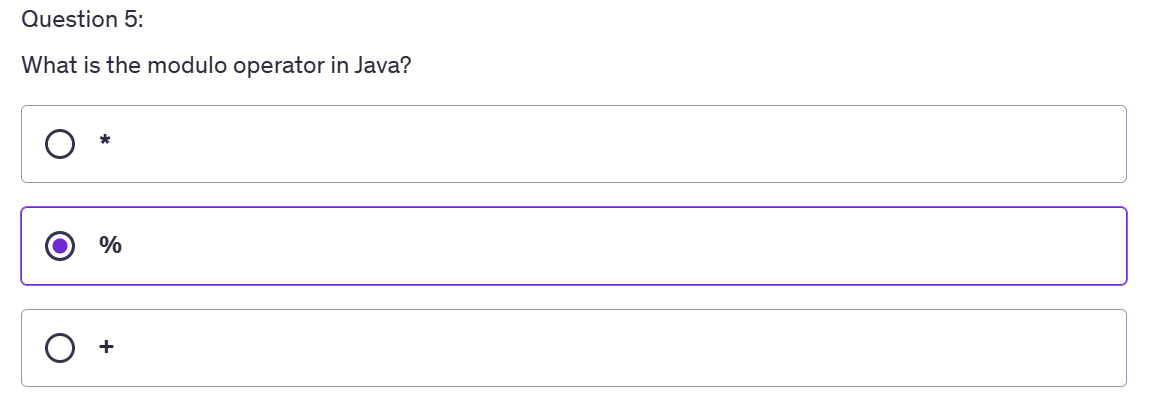 Question 5:
What is the modulo operator in Java?
*
%
+